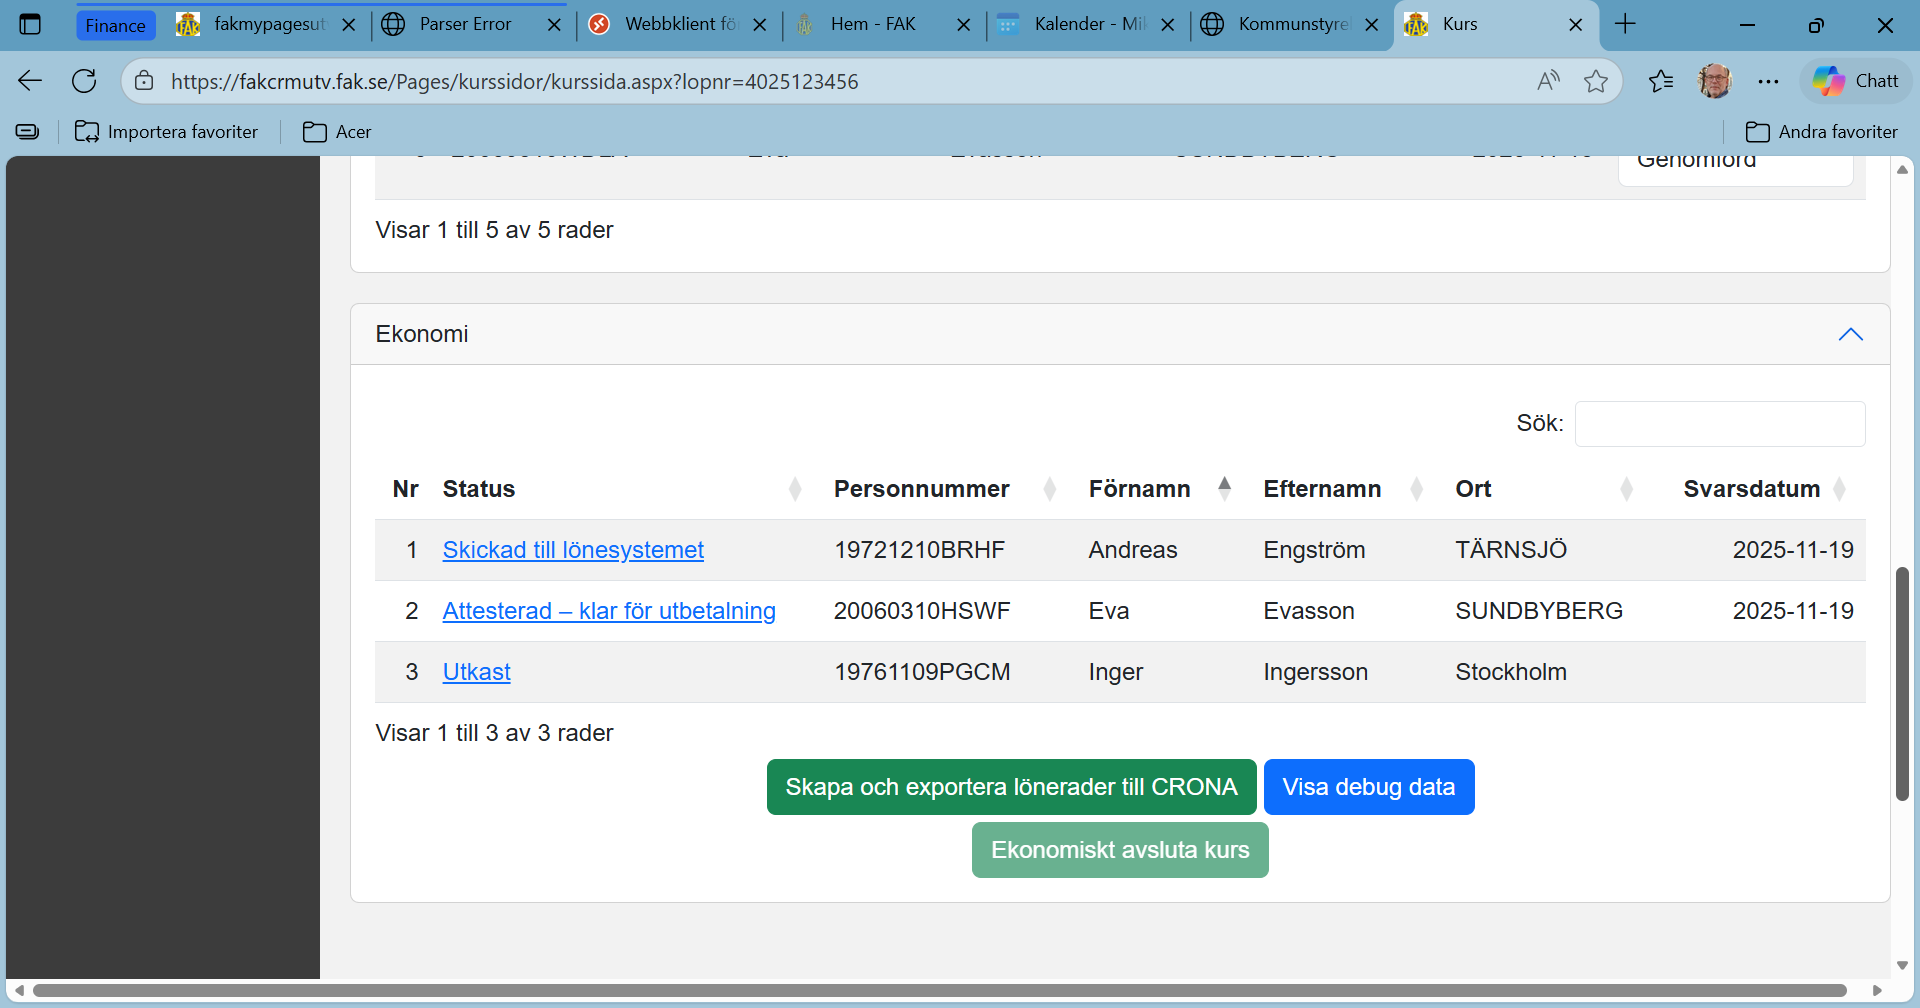 Finance
fakmypagesut
Parser Error
Webbklient fö
Hem - FAK
Kalender - Mi
Kommunstyre
Kurs
https://fakcrmutv.fak.se/Pages/kurssidor/kurssida.aspx?lopnr=4025123456
Chatt
Importera favoriter
Acer
Andra favoriter
Genomförd
Visar 1 till 5 av 5 rader
Ekonomi
Sök:
Nr Status Personnummer Förnamn Efternamn Ort Svarsdatum
1 Skickad till lönesystemet 19721210BRHF Andreas Engström TÄRNSJÖ 2025-11-19
2 Attesterad – klar för utbetalning 20060310HSWF Eva Evasson SUNDBYBERG 2025-11-19
3 Utkast 19761109PGCM Inger Ingersson Stockholm
Visar 1 till 3 av 3 rader
Skapa och exportera lönerader till CRONA
Visa debug data
Ekonomiskt avsluta kurs